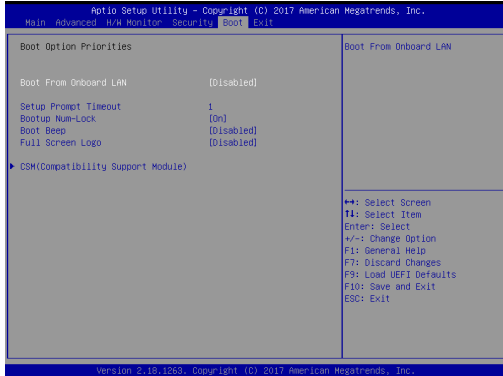 Aptio Setup Utility - Copyright (C) 2017 American Megatrends, Inc.
Main Advanced H/W Monitor Security Boot Exit
Boot Option Priorities
Boot From Onboard LAN [Disabled]
Setup Prompt Timeout 1
Bootup Num-Lock [On]
Boot Beep [Disabled]
Full Screen Logo [Disabled]
CSM(Compatibility Support Module)
Boot From Onboard LAN
↔: Select Screen
↑↓: Select Item
Enter: Select
+/-: Change Option
F1: General Help
F7: Discard Changes
F9: Load UEFI Defaults
F10: Save and Exit
ESC: Exit
Version 2.18.1263. Copyright (C) 2017 American Megatrends, Inc.